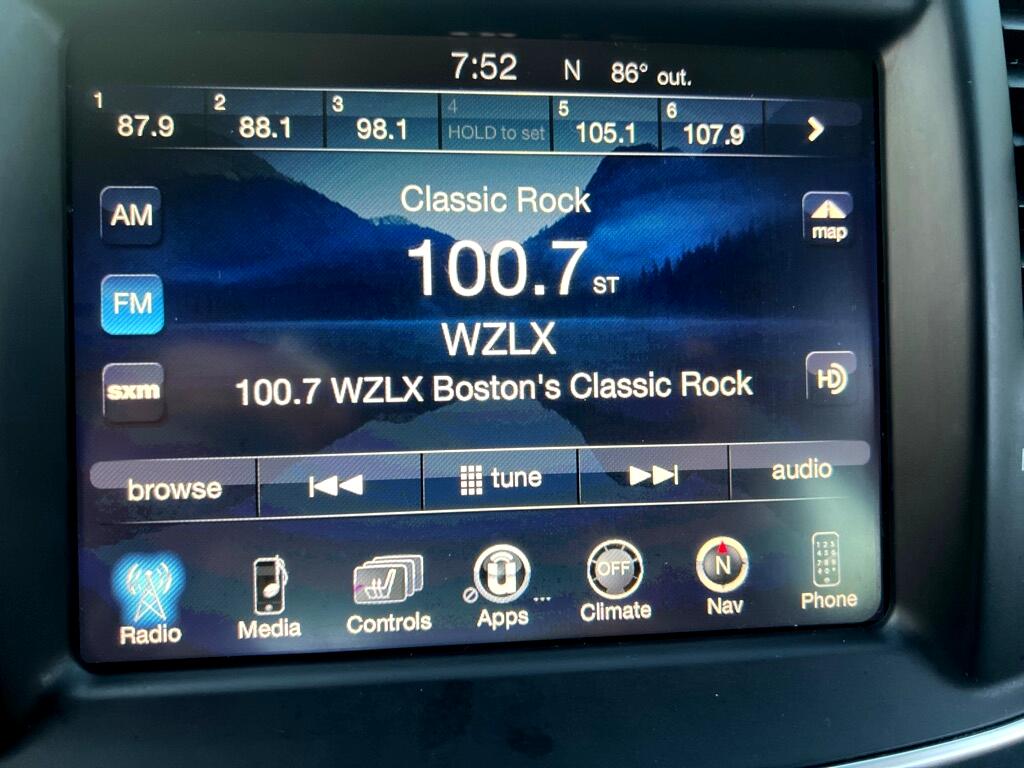 7:52 N 86° out.
1 2 3 4 5 6
87.9 88.1 98.1 HOLD to set 105.1 107.9
AM Classic Rock map
100.7 ST
FM
WZLX
sxm 100.7 WZLX Boston's Classic Rock HD
browse tune audio
OFF N
Radio Media Controls Apps ... Climate Nav Phone